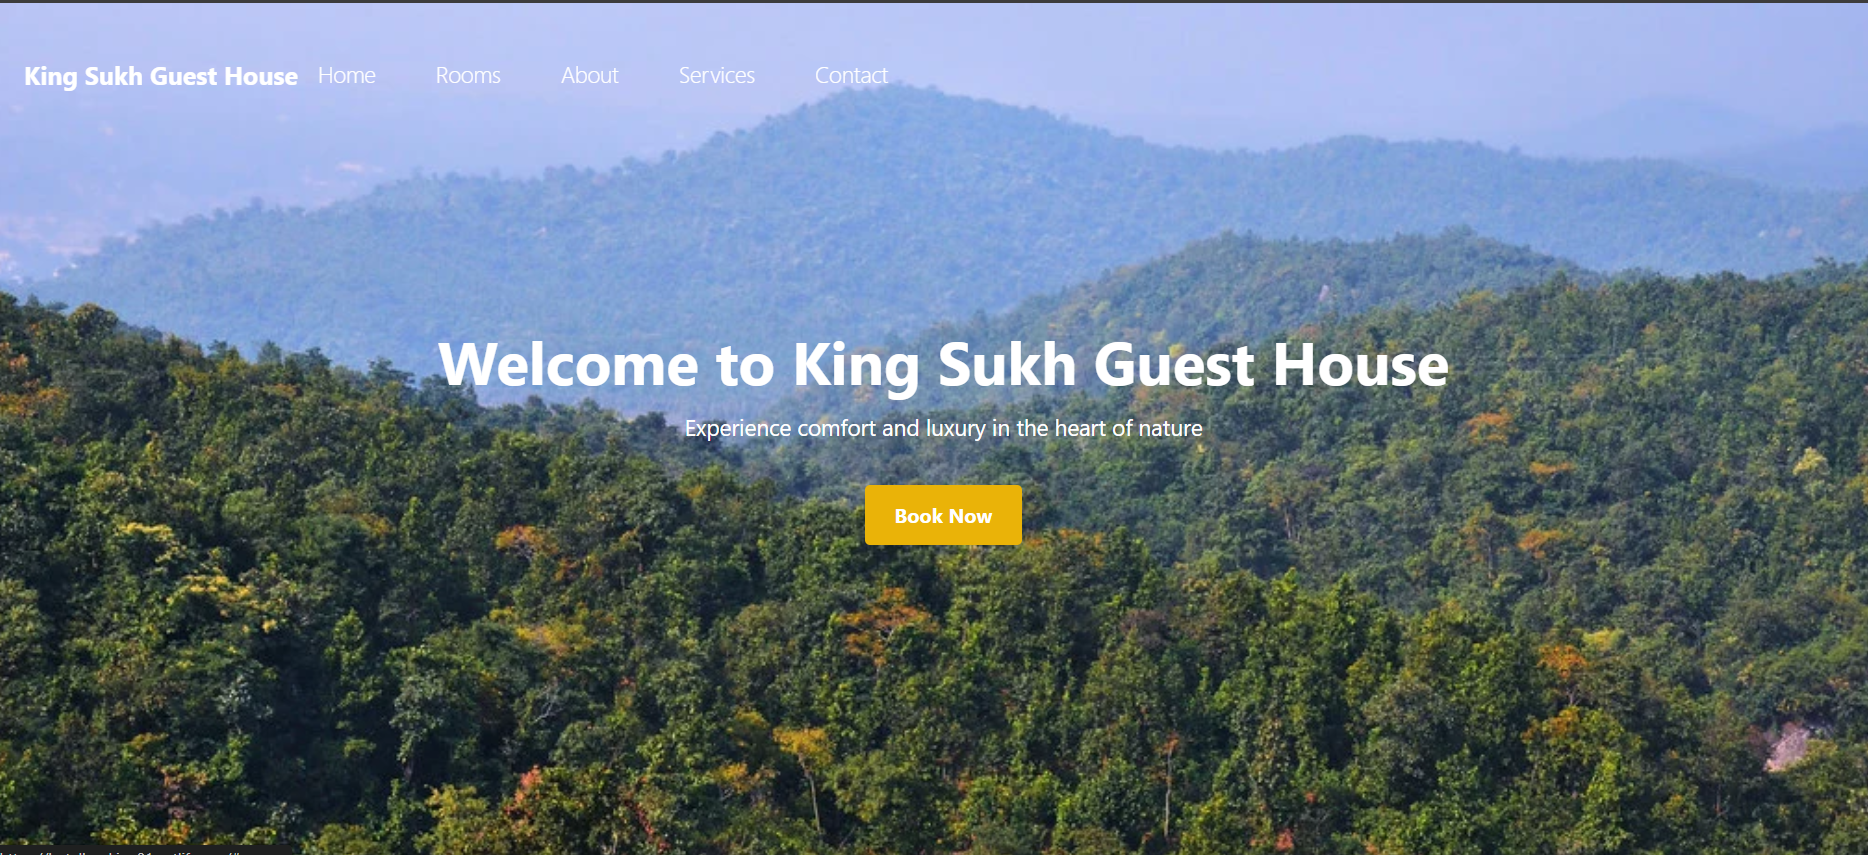 King Sukh Guest House Home Rooms About Services Contact
Welcome to King Sukh Guest House
Experience comfort and luxury in the heart of nature
Book Now